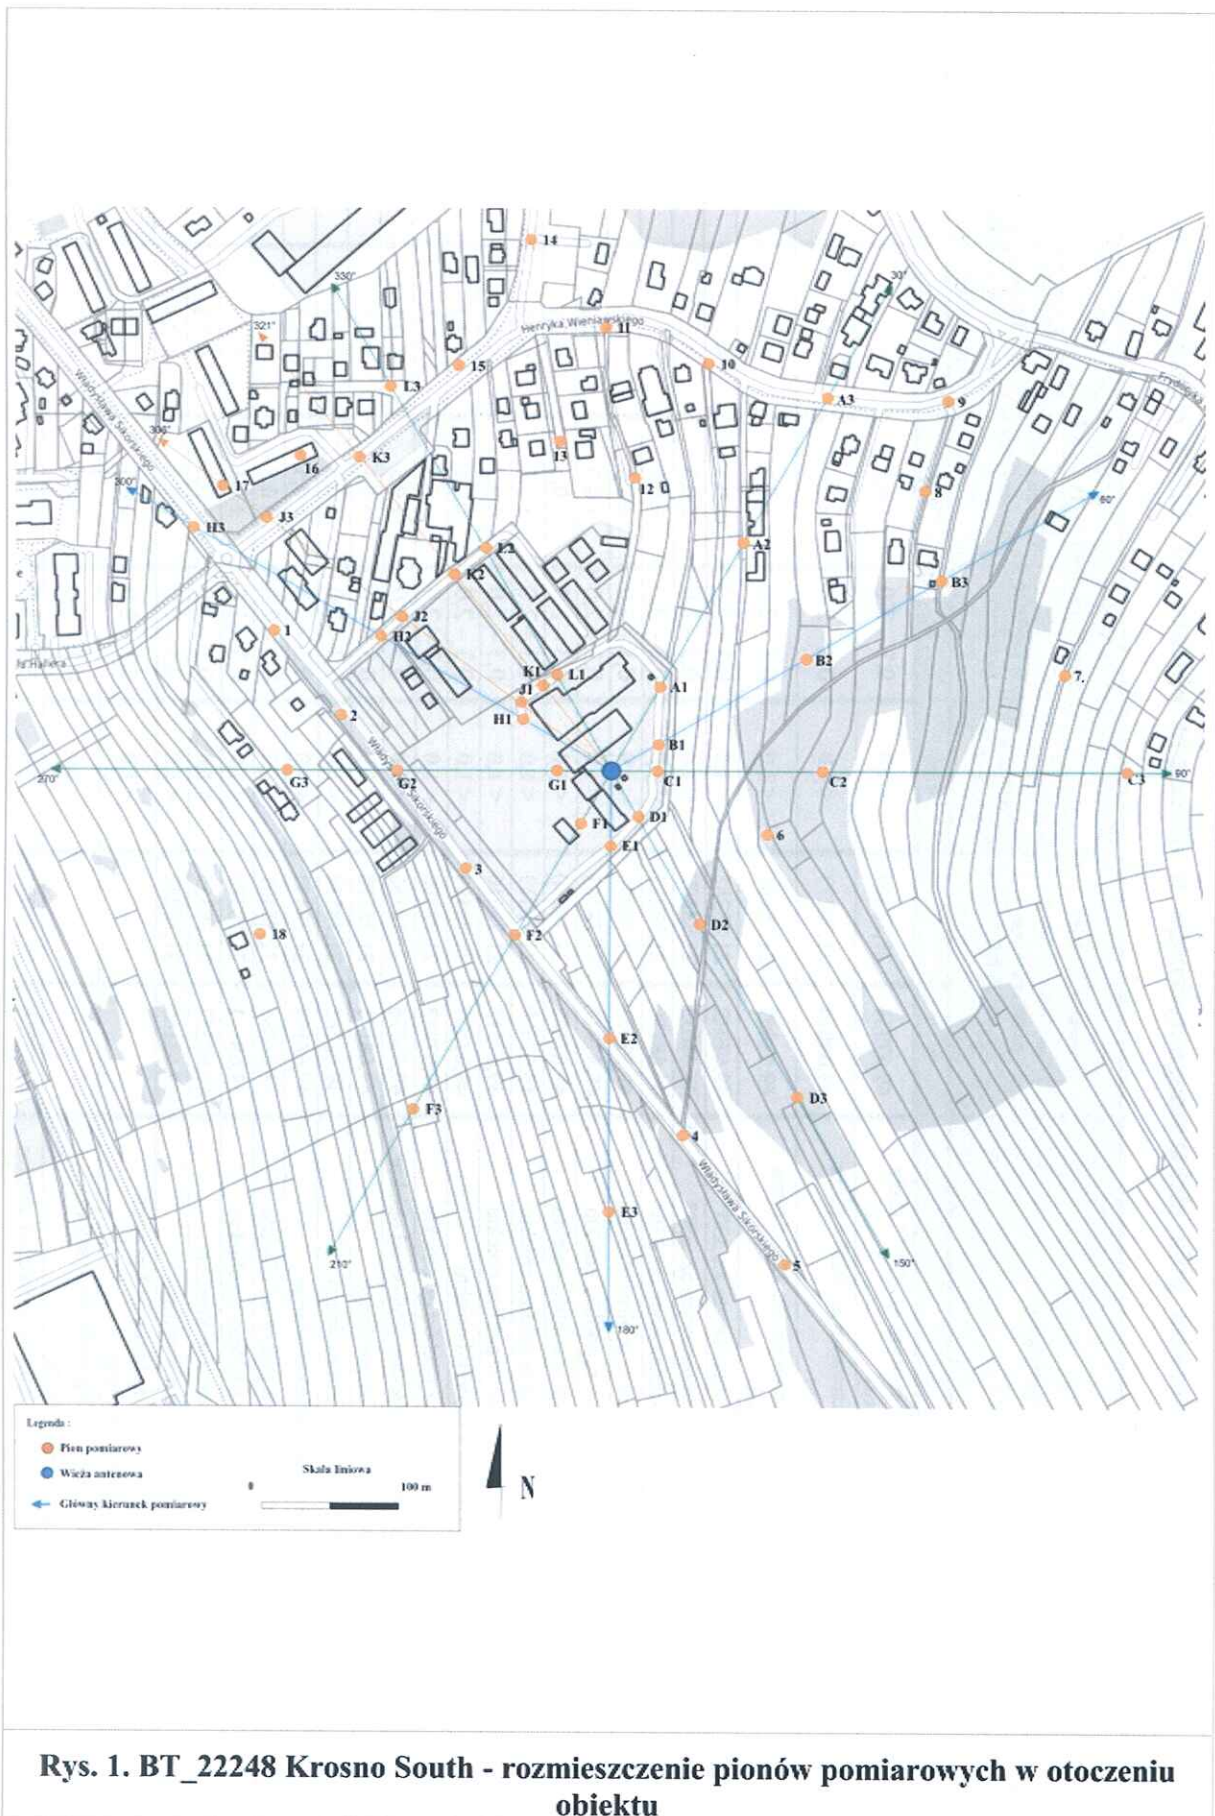 14
330°
30°
321°
Henryka Wieniawskiego
11
15
10
L3
A3
9
Fryderyka
Władysława Sikorskiego
13
K3
16
17
12
8
300°
60°
J3
H3
L2
A2
K2
B3
J2
1
H2
B2
K1
L1
7.
J1
A1
H1
2
B1
Władysława Sikorskiego
270°
G3
G2
G1
C1
C2
C3
90°
F1
D1
6
E1
3
18
F2
D2
E2
F3
D3
4
Władysława Sikorskiego
E3
210°
5
150°
180°
Legenda :
Pion pomiarowy
Wieża antenowa
Główny kierunek pomiarowy
Skala liniowa
0
100 m
N
Rys. 1. BT_22248 Krosno South - rozmieszczenie pionów pomiarowych w otoczeniu
obiektu